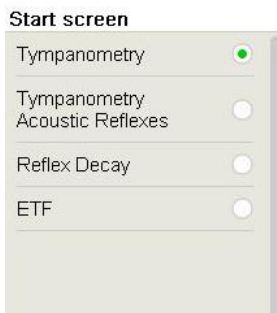 Start screen
Tympanometry
Tympanometry
Acoustic Reflexes
Reflex Decay
ETF